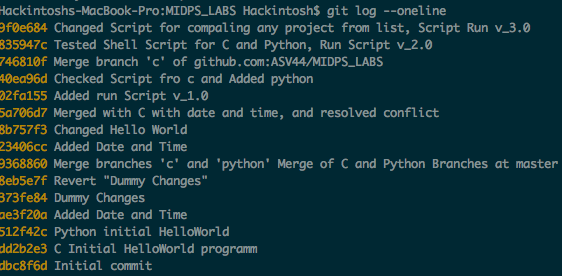 Hackintoshs-MacBook-Pro:MIDPS_LABS Hackintosh$ git log --oneline
9f0e684 Changed Script for compaling any project from list, Script Run v_3.0
835947c Tested Shell Script for C and Python, Run Script v_2.0
746810f Merge branch 'c' of github.com:ASV44/MIDPS_LABS
40ea96d Checked Script fro c and Added python
02fa155 Added run Script v_1.0
5a706d7 Merged with C with date and time, and resolved conflict
8b757f3 Changed Hello World
23406cc Added Date and Time
9368860 Merge branches 'c' and 'python' Merge of C and Python Branches at master
8eb5e7f Revert "Dummy Changes"
373fe84 Dummy Changes
ae3f20a Added Date and Time
512f42c Python initial HelloWorld
dd2b2e3 C Initial HelloWorld programm
dbc8f6d Initial commit